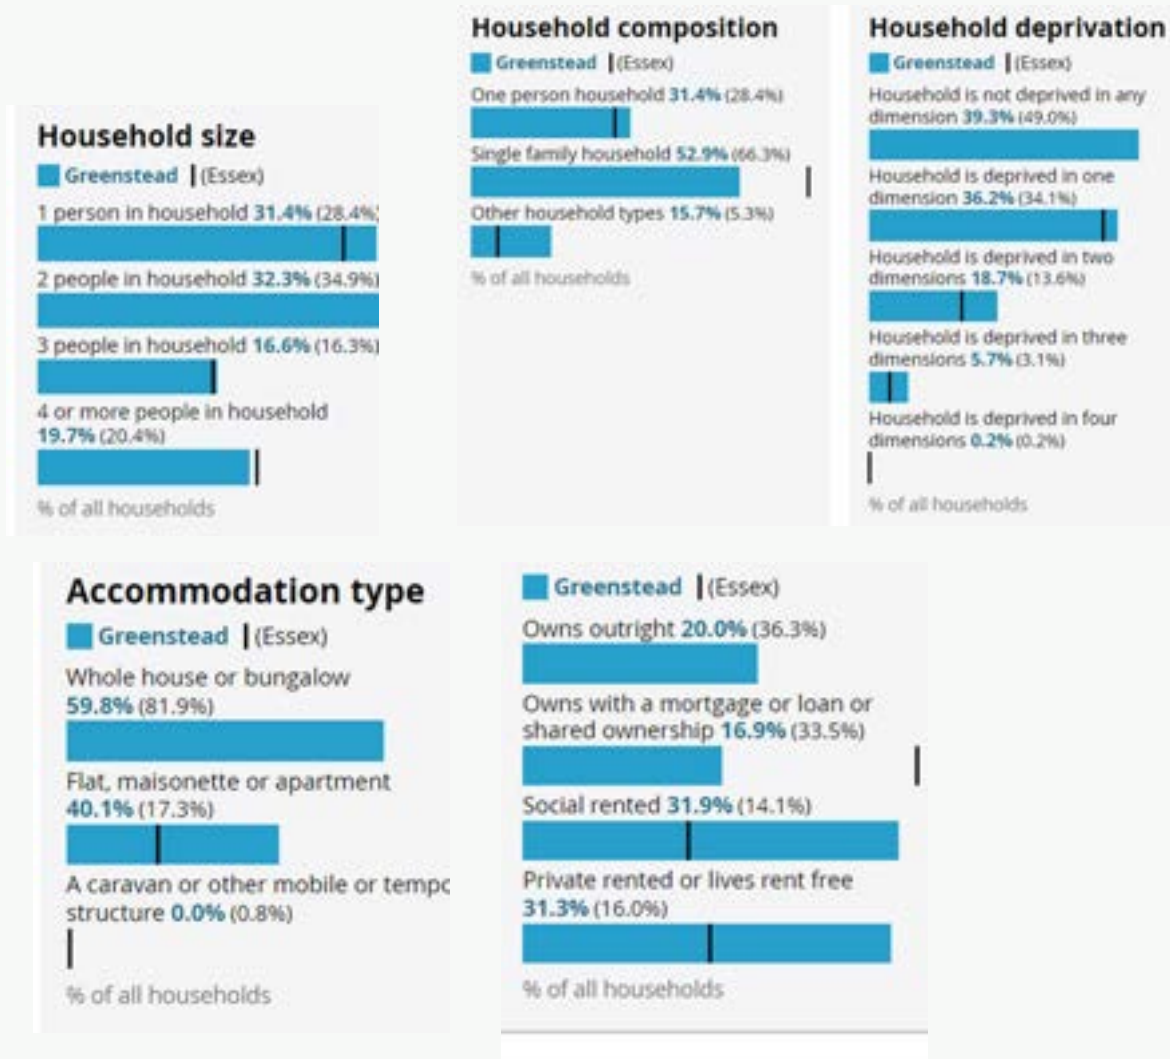 Household size
Greenstead (Essex)
1 person in household 31.4% (28.4%)
2 people in household 32.3% (34.9%)
3 people in household 16.6% (16.3%)
4 or more people in household
19.7% (20.4%)
% of all households
Household composition
Greenstead (Essex)
One person household 31.4% (28.4%)
Single family household 52.9% (66.3%)
Other household types 15.7% (5.3%)
% of all households
Household deprivation
Greenstead (Essex)
Household is not deprived in any
dimension 39.3% (49.0%)
Household is deprived in one
dimension 36.2% (34.1%)
Household is deprived in two
dimensions 18.7% (13.6%)
Household is deprived in three
dimensions 5.7% (3.1%)
Household is deprived in four
dimensions 0.2% (0.2%)
% of all households
Accommodation type
Greenstead (Essex)
Whole house or bungalow
59.8% (81.9%)
Flat, maisonette or apartment
40.1% (17.3%)
A caravan or other mobile or tempo
structure 0.0% (0.8%)
% of all households
Greenstead (Essex)
Owns outright 20.0% (36.3%)
Owns with a mortgage or loan or
shared ownership 16.9% (33.5%)
Social rented 31.9% (14.1%)
Private rented or lives rent free
31.3% (16.0%)
% of all households